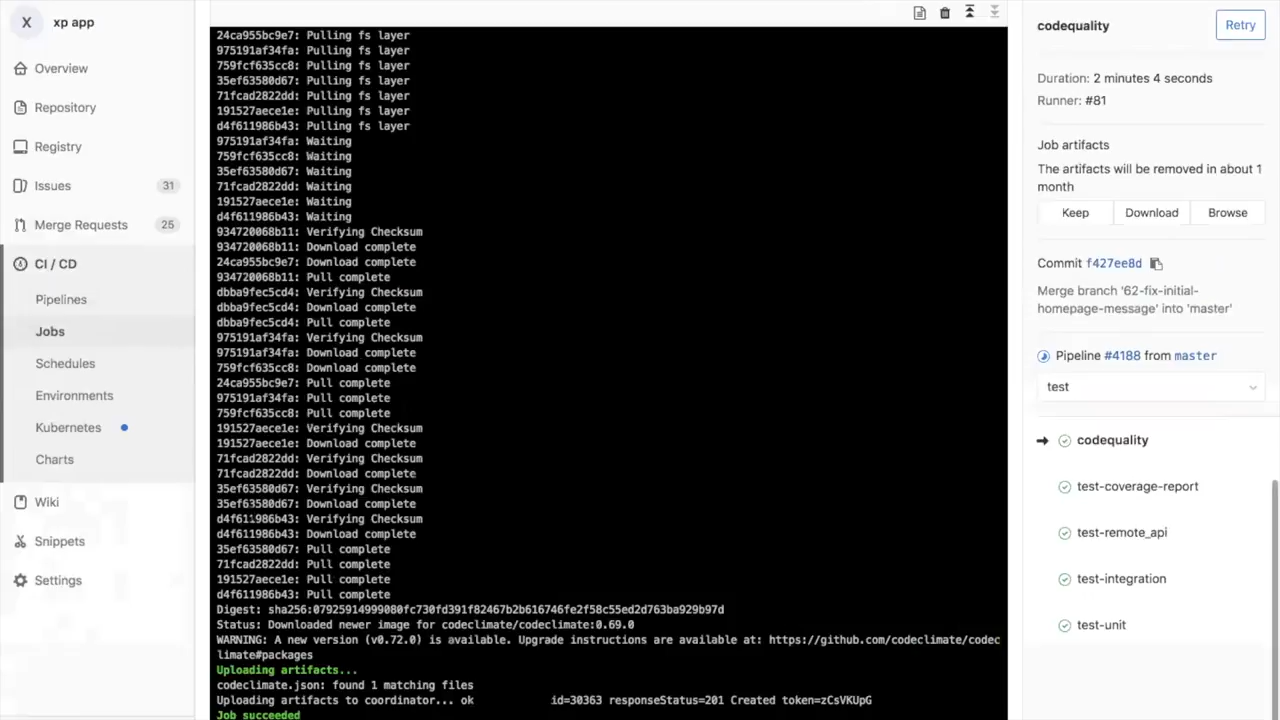 X xp app
Overview
Repository
Registry
Issues 31
Merge Requests 25
CI / CD
Pipelines
Jobs
Schedules
Environments
Kubernetes
Charts
Wiki
Snippets
Settings
24ca955bc9e7: Pulling fs layer
975191af34fa: Pulling fs layer
759fcf635cc8: Pulling fs layer
35ef63580d67: Pulling fs layer
71fcad2822dd: Pulling fs layer
191527aece1e: Pulling fs layer
d4f611986b43: Pulling fs layer
975191af34fa: Waiting
759fcf635cc8: Waiting
35ef63580d67: Waiting
71fcad2822dd: Waiting
191527aece1e: Waiting
d4f611986b43: Waiting
934720068b11: Verifying Checksum
934720068b11: Download complete
24ca955bc9e7: Download complete
934720068b11: Pull complete
dbba9fec5cd4: Verifying Checksum
dbba9fec5cd4: Download complete
dbba9fec5cd4: Pull complete
975191af34fa: Verifying Checksum
975191af34fa: Download complete
759fcf635cc8: Download complete
24ca955bc9e7: Pull complete
975191af34fa: Pull complete
759fcf635cc8: Pull complete
191527aece1e: Verifying Checksum
191527aece1e: Download complete
71fcad2822dd: Verifying Checksum
71fcad2822dd: Download complete
35ef63580d67: Verifying Checksum
35ef63580d67: Download complete
d4f611986b43: Verifying Checksum
d4f611986b43: Download complete
35ef63580d67: Pull complete
71fcad2822dd: Pull complete
191527aece1e: Pull complete
d4f611986b43: Pull complete
Digest: sha256:07925914999080fc730fd391f82467b2b616746fe2f58c55ed2d763ba929b97d
Status: Downloaded newer image for codeclimate/codeclimate:0.69.0
WARNING: A new version (v0.72.0) is available. Upgrade instructions are available at: https://github.com/codeclimate/codec
limate#packages
Uploading artifacts...
codeclimate.json: found 1 matching files
Uploading artifacts to coordinator... ok id=30363 responseStatus=201 Created token=zCsVKUpG
Job succeeded
codequality Retry
Duration: 2 minutes 4 seconds
Runner: #81
Job artifacts
The artifacts will be removed in about 1
month
Keep Download Browse
Commit f427ee8d
Merge branch '62-fix-initial-
homepage-message' into 'master'
Pipeline #4188 from master
test
codequality
test-coverage-report
test-remote_api
test-integration
test-unit